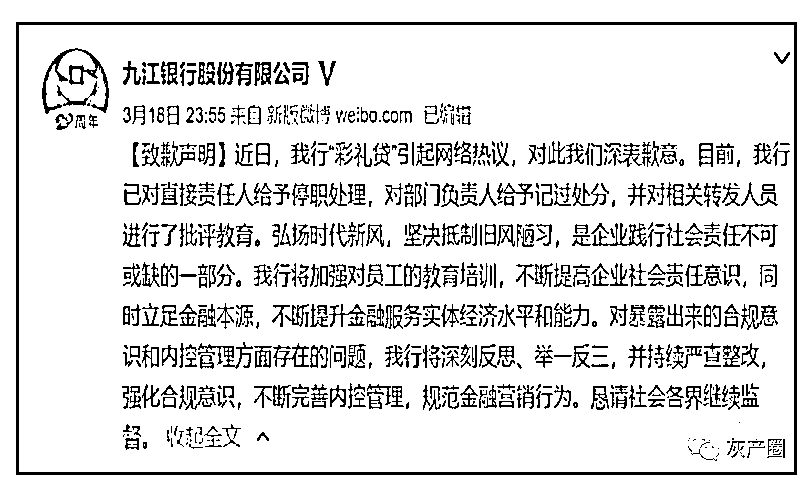 九江银行股份有限公司 V
3月18日 23:55 来自 新版微博 weibo.com 已编辑
【致歉声明】近日，我行“彩礼贷”引起网络热议，对此我们深表歉意。目前，我行
已对直接责任人给予停职处理，对部门负责人给予记过处分，并对相关转发人员
进行了批评教育。弘扬时代新风，坚决抵制旧风陋习，是企业践行社会责任不可
或缺的一部分。我行将加强对员工的教育培训，不断提高企业社会责任意识，同
时立足金融本源，不断提升金融服务实体经济水平和能力。对暴露出来的合规意
识和内控管理方面存在的问题，我行将深刻反思、举一反三，并持续严查整改，
强化合规意识，不断完善内控管理，规范金融营销行为。恳请社会各界继续监
督。 收起全文
周年
灰产圈